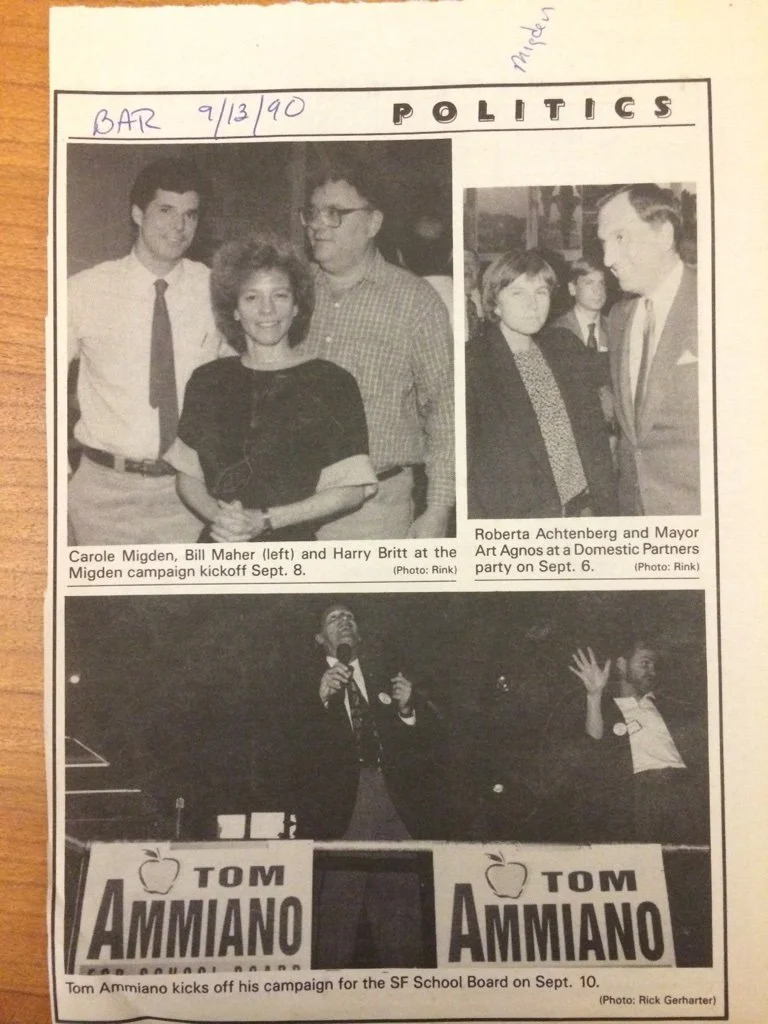 Migden
BAR 9/13/90
POLITICS
Carole Migden, Bill Maher (left) and Harry Britt at the
Migden campaign kickoff Sept. 8. (Photo: Rink)
Roberta Achtenberg and Mayor
Art Agnos at a Domestic Partners
party on Sept. 6. (Photo: Rink)
TOM
AMMIANO
FOR SCHOOL BOARD
TOM
AMMIANO
Tom Ammiano kicks off his campaign for the SF School Board on Sept. 10.
(Photo: Rick Gerharter)